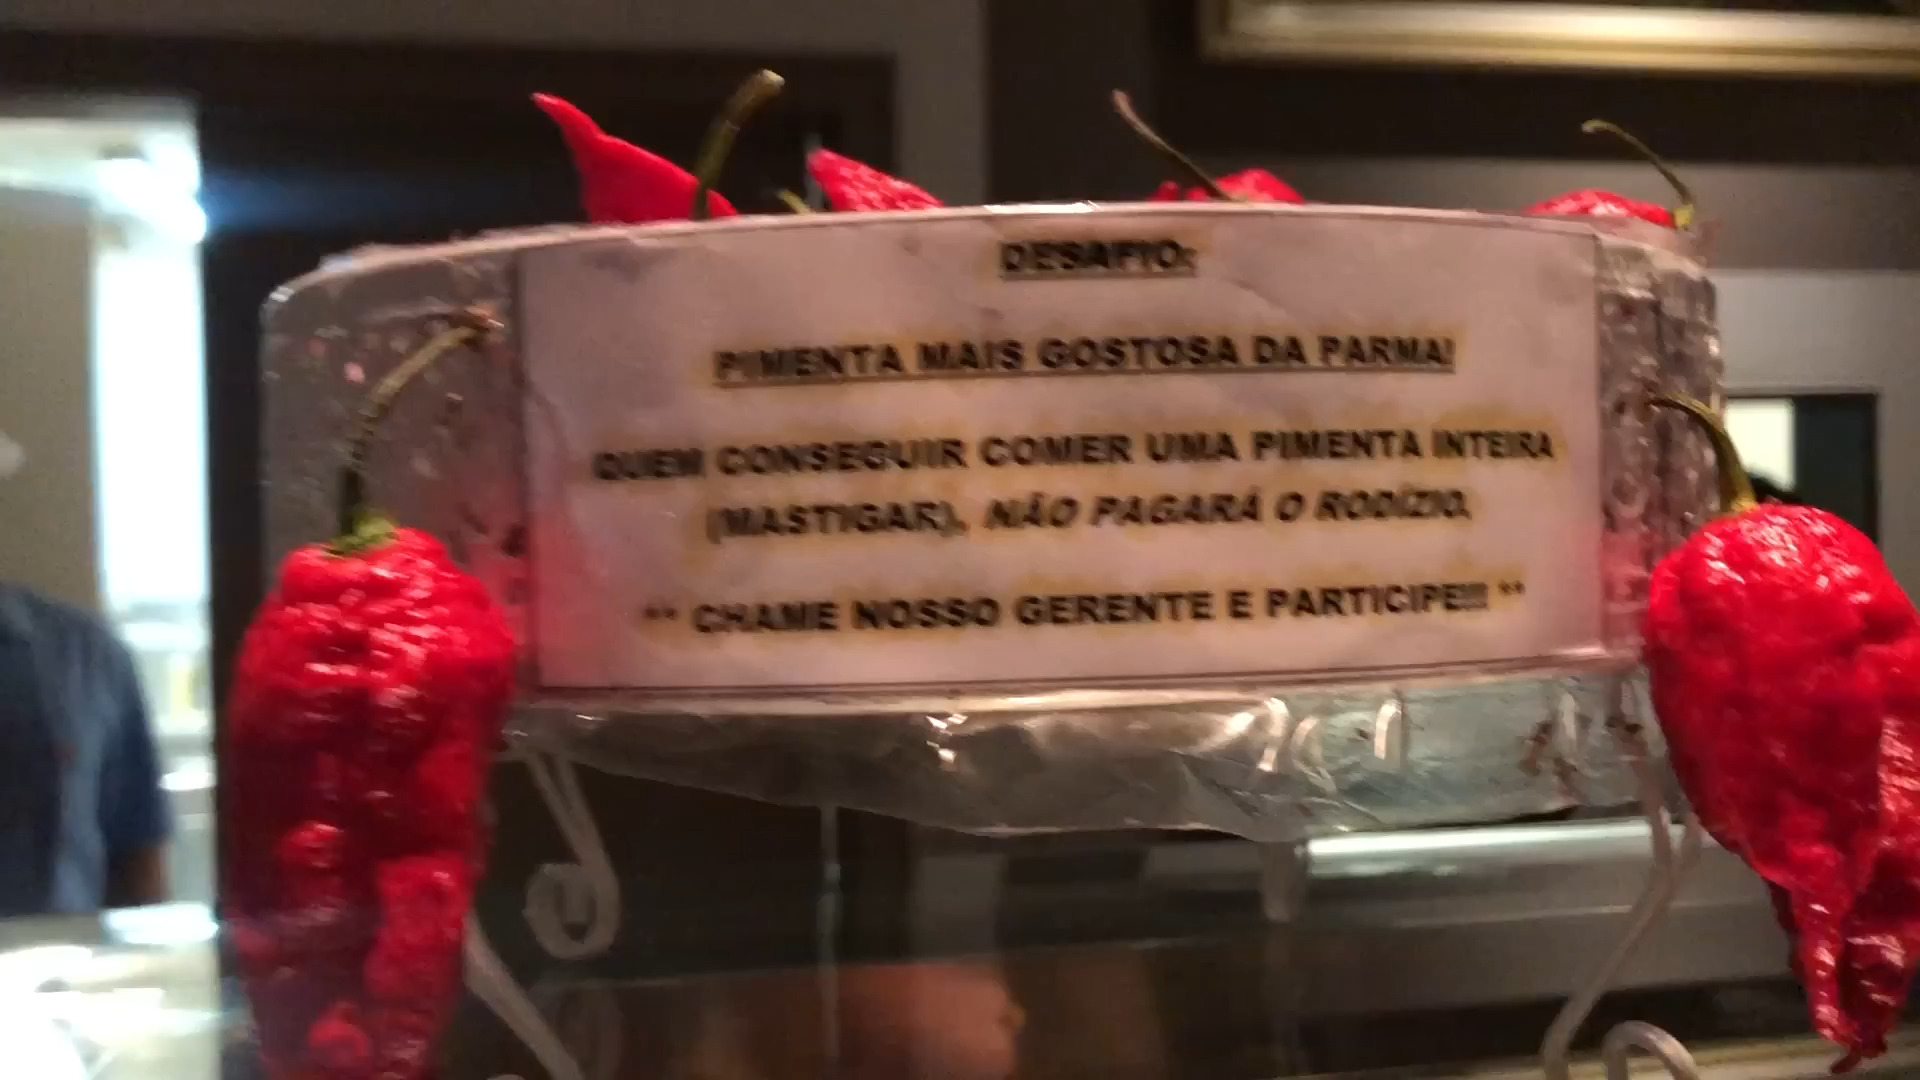 DESAFIO:
PIMENTA MAIS GOSTOSA DA PARMA!
QUEM CONSEGUIR COMER UMA PIMENTA INTEIRA
(MASTIGAR), NÃO PAGARÁ O RODÍZIO.
** CHAME NOSSO GERENTE E PARTICIPE!!! **